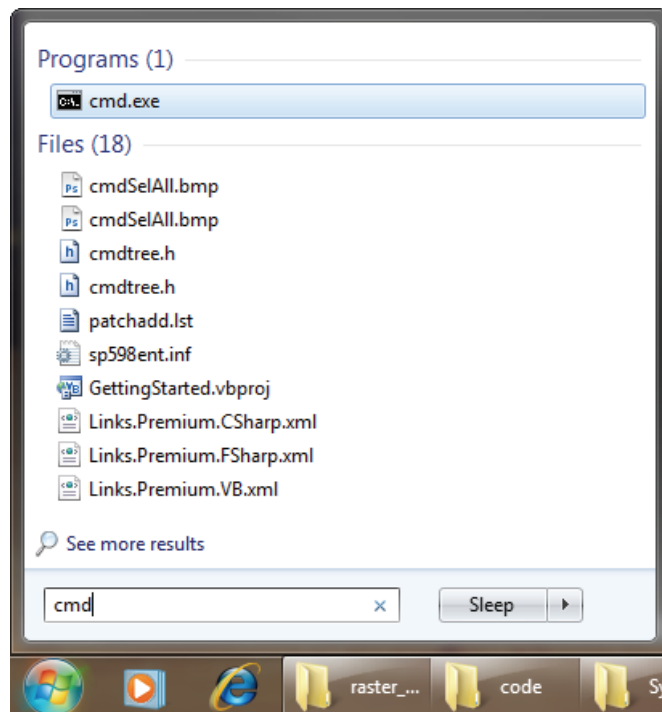 Programs (1)
cmd.exe
Files (18)
cmdSelAll.bmp
cmdSelAll.bmp
cmdtree.h
cmdtree.h
patchadd.lst
sp598ent.inf
GettingStarted.vbproj
Links.Premium.CSharp.xml
Links.Premium.FSharp.xml
Links.Premium.VB.xml
See more results
cmd
Sleep
raster_... code Sy